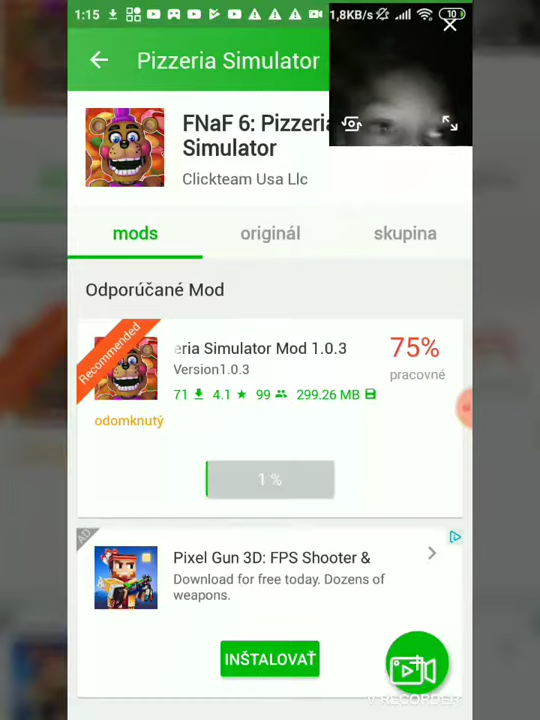 1:15 1,8KB/s 10
Pizzeria Simulator
FNaF 6: Pizzeria
Simulator
Clickteam Usa Llc
mods originál skupina
Odporúčané Mod
Recommended
eria Simulator Mod 1.0.3
75%
Version1.0.3
pracovné
71 4.1 99 299.26 MB
odomknutý
1 %
AD
Pixel Gun 3D: FPS Shooter &
Download for free today. Dozens of
weapons.
INŠTALOVAŤ
V RECORDER